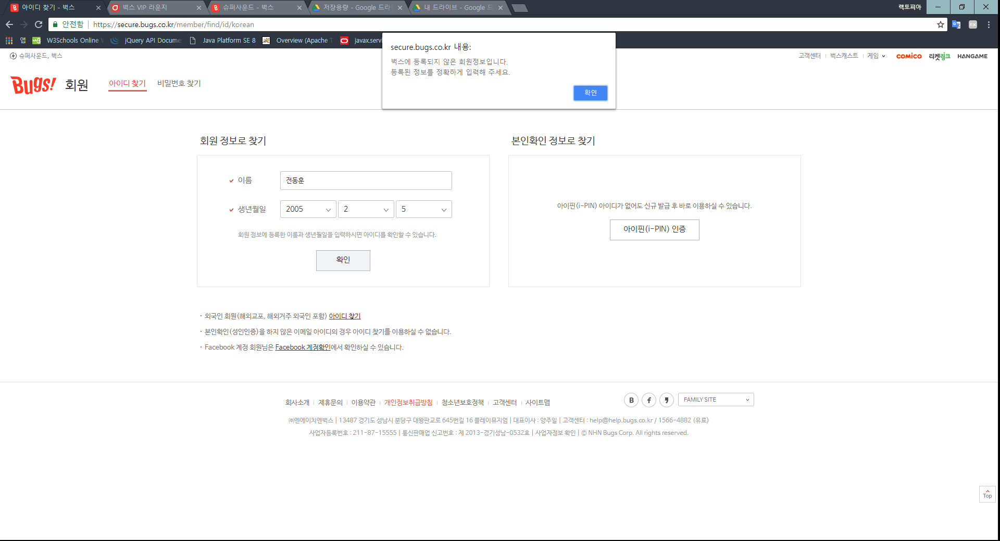 아이디 찾기 - 벅스
벅스 VIP 라운지
슈퍼사운드 - 벅스
저장용량 - Google 드라
내 드라이브 - Google 드
렉토피아
안전함 https://secure.bugs.co.kr/member/find/id/korean
앱 W3Schools Online jQuery API Docume Java Platform SE 8 Overview (Apache T javax.serv
secure.bugs.co.kr 내용:
벅스에 등록되지 않은 회원정보입니다.
등록된 정보를 정확하게 입력해 주세요.
확인
슈퍼사운드, 벅스
고객센터 벅스캐스트 게임 COMICO 티켓링크 HANGAME
Bugs! 회원 아이디 찾기 비밀번호 찾기
회원 정보로 찾기
이름 전동훈
생년월일 2005 2 5
회원 정보에 등록한 이름과 생년월일을 입력하시면 아이디를 확인할 수 있습니다.
확인
본인확인 정보로 찾기
아이핀(i-PIN) 아이디가 없어도 신규 발급 후 바로 이용하실 수 있습니다.
아이핀(i-PIN) 인증
· 외국인 회원(해외교포, 해외거주 외국인 포함) 아이디 찾기
· 본인확인(성인인증)을 하지 않은 이메일 아이디의 경우 아이디 찾기를 이용하실 수 없습니다.
· Facebook 계정 회원님은 Facebook 계정확인에서 확인하실 수 있습니다.
회사소개 제휴문의 이용약관 개인정보취급방침 청소년보호정책 고객센터 사이트맵
FAMILY SITE
㈜엔에이치엔벅스 | 13487 경기도 성남시 분당구 대왕판교로 645번길 16 플레이뮤지엄 | 대표이사 : 양주일 | 고객센터 : help@help.bugs.co.kr / 1566-4882 (유료)
사업자등록번호 : 211-87-15555 | 통신판매업 신고번호 : 제 2013-경기성남-0532호 | 사업자정보 확인 | © NHN Bugs Corp. All rights reserved.
Top